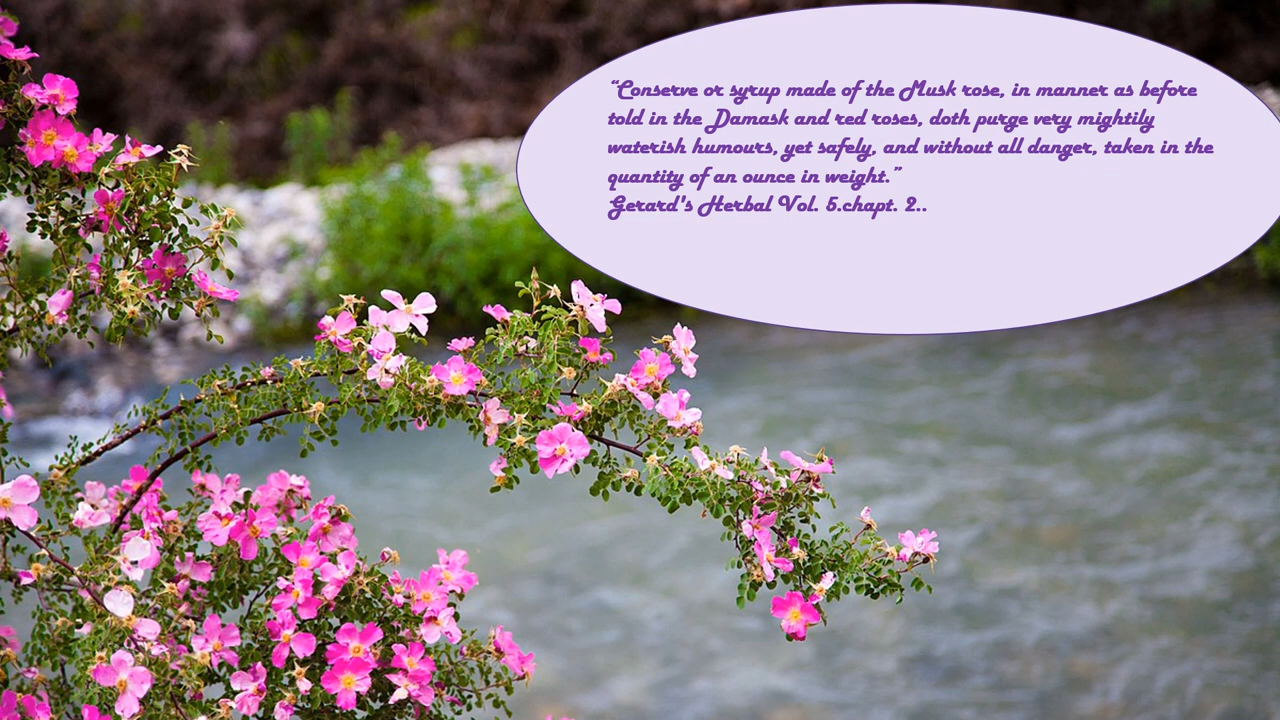 “Conserve or syrup made of the Musk rose, in manner as before
told in the Damask and red roses, doth purge very mightily
waterish humours, yet safely, and without all danger, taken in the
quantity of an ounce in weight.”
Gerard's Herbal Vol. 5.chapt. 2..